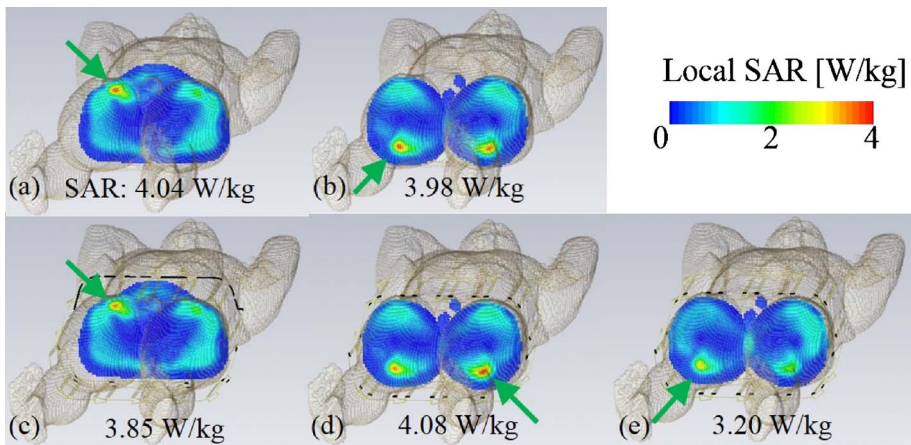 Local SAR [W/kg]
0 2 4
(a) SAR: 4.04 W/kg
(b) 3.98 W/kg
(c) 3.85 W/kg
(d) 4.08 W/kg
(e) 3.20 W/kg